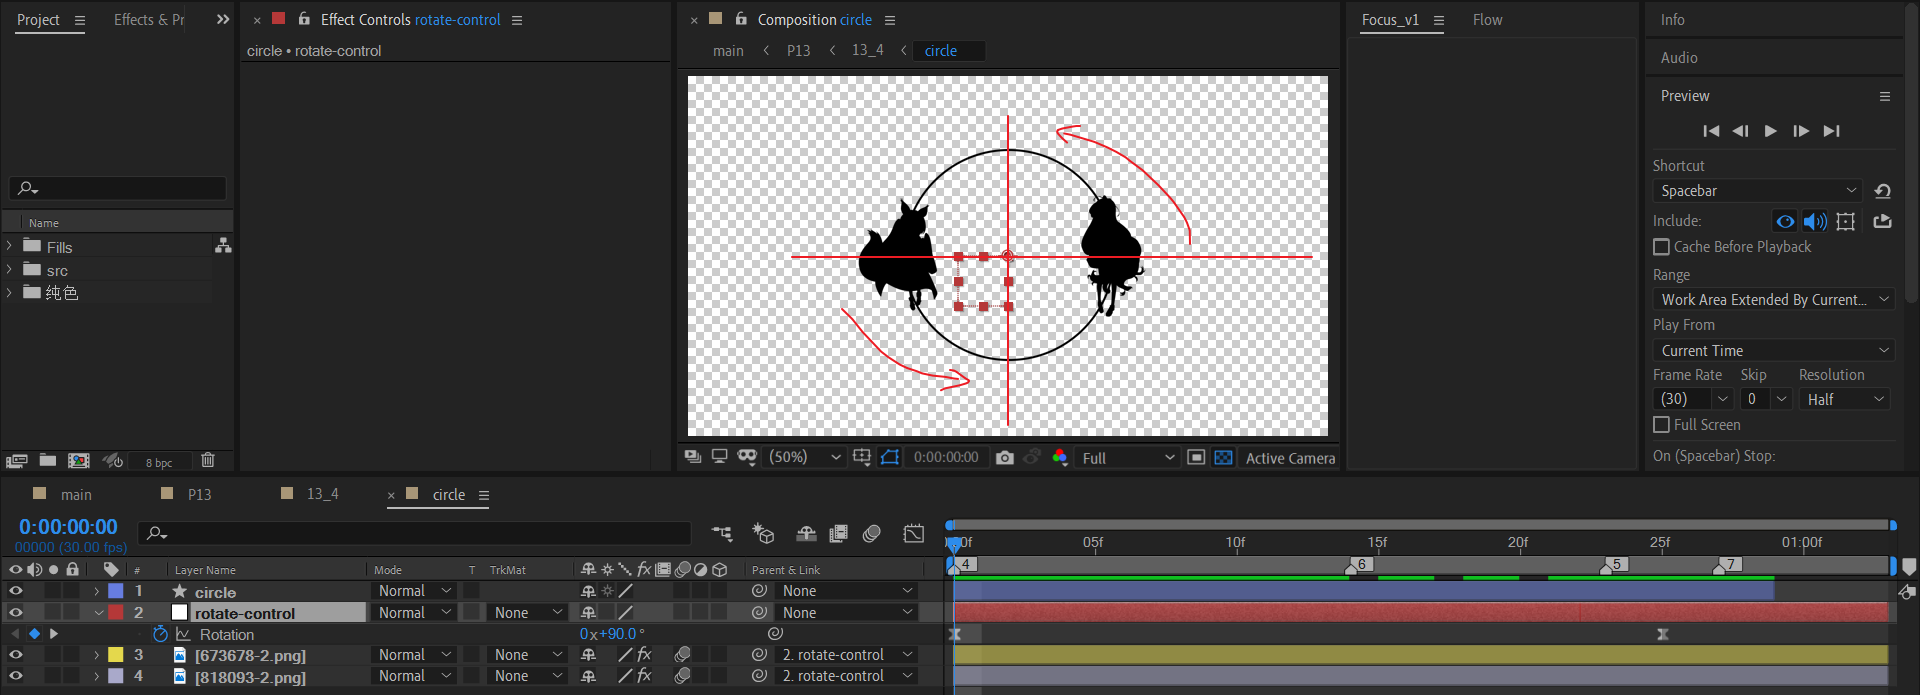 Project
Effects & Pr
Effect Controls rotate-control
Composition circle
Focus_v1
Flow
Info
circle • rotate-control
main
P13
13_4
circle
Audio
Preview
Shortcut
Spacebar
Include:
Cache Before Playback
Range
Work Area Extended By Current...
Play From
Current Time
Frame Rate
Skip
Resolution
(30)
0
Half
Full Screen
On (Spacebar) Stop:
Name
Fills
src
纯色
8 bpc
(50%)
0:00:00:00
Full
Active Camera
main
P13
13_4
circle
0:00:00:00
00000 (30.00 fps)
:00f
05f
10f
15f
20f
25f
01:00f
4
6
5
7
#
Layer Name
Mode
T
TrkMat
fx
Parent & Link
1
circle
Normal
None
2
rotate-control
Normal
None
None
Rotation
0x+90.0°
3
[673678-2.png]
Normal
None
fx
2. rotate-control
4
[818093-2.png]
Normal
None
fx
2. rotate-control